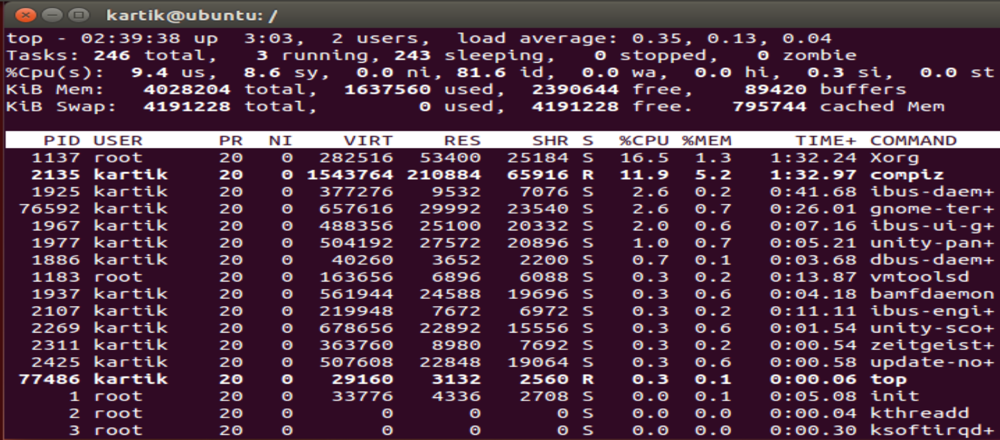 kartik@ubuntu: /
top - 02:39:38 up  3:03,  2 users,  load average: 0.35, 0.13, 0.04
Tasks: 246 total,   3 running, 243 sleeping,   0 stopped,   0 zombie
%Cpu(s):  9.4 us,  8.6 sy,  0.0 ni, 81.6 id,  0.0 wa,  0.0 hi,  0.3 si,  0.0 st
KiB Mem:   4028204 total,  1637560 used,  2390644 free,    89420 buffers
KiB Swap:  4191228 total,        0 used,  4191228 free.   795744 cached Mem
PID USER      PR  NI    VIRT    RES    SHR S  %CPU %MEM     TIME+ COMMAND
1137 root      20   0  282516  53400  25184 S  16.5  1.3   1:32.24 Xorg
2135 kartik    20   0 1543764 210884  65916 R  11.9  5.2   1:32.97 compiz
1925 kartik    20   0  377276   9532   7076 S   2.6  0.2   0:41.68 ibus-daem+
76592 kartik    20   0  657616  29992  23540 S   2.6  0.7   0:26.01 gnome-ter+
1967 kartik    20   0  488356  25100  20332 S   2.0  0.6   0:07.16 ibus-ui-g+
1977 kartik    20   0  504192  27572  20896 S   1.0  0.7   0:05.21 unity-pan+
1886 kartik    20   0   40260   3652   2200 S   0.7  0.1   0:03.68 dbus-daem+
1183 root      20   0  163656   6896   6088 S   0.3  0.2   0:13.87 vmtoolsd
1937 kartik    20   0  561944  24588  19696 S   0.3  0.6   0:04.18 bamfdaemon
2107 kartik    20   0  219948   7672   6972 S   0.3  0.2   0:11.11 ibus-engi+
2269 kartik    20   0  678656  22892  15556 S   0.3  0.6   0:01.54 unity-sco+
2311 kartik    20   0  363760   8980   7692 S   0.3  0.2   0:00.54 zeitgeist+
2425 kartik    20   0  507608  22848  19064 S   0.3  0.6   0:00.58 update-no+
77486 kartik    20   0   29160   3132   2560 R   0.3  0.1   0:00.06 top
1 root      20   0   33776   4336   2708 S   0.0  0.1   0:05.08 init
2 root      20   0       0      0      0 S   0.0  0.0   0:00.04 kthreadd
3 root      20   0       0      0      0 S   0.0  0.0   0:00.30 ksoftirqd+